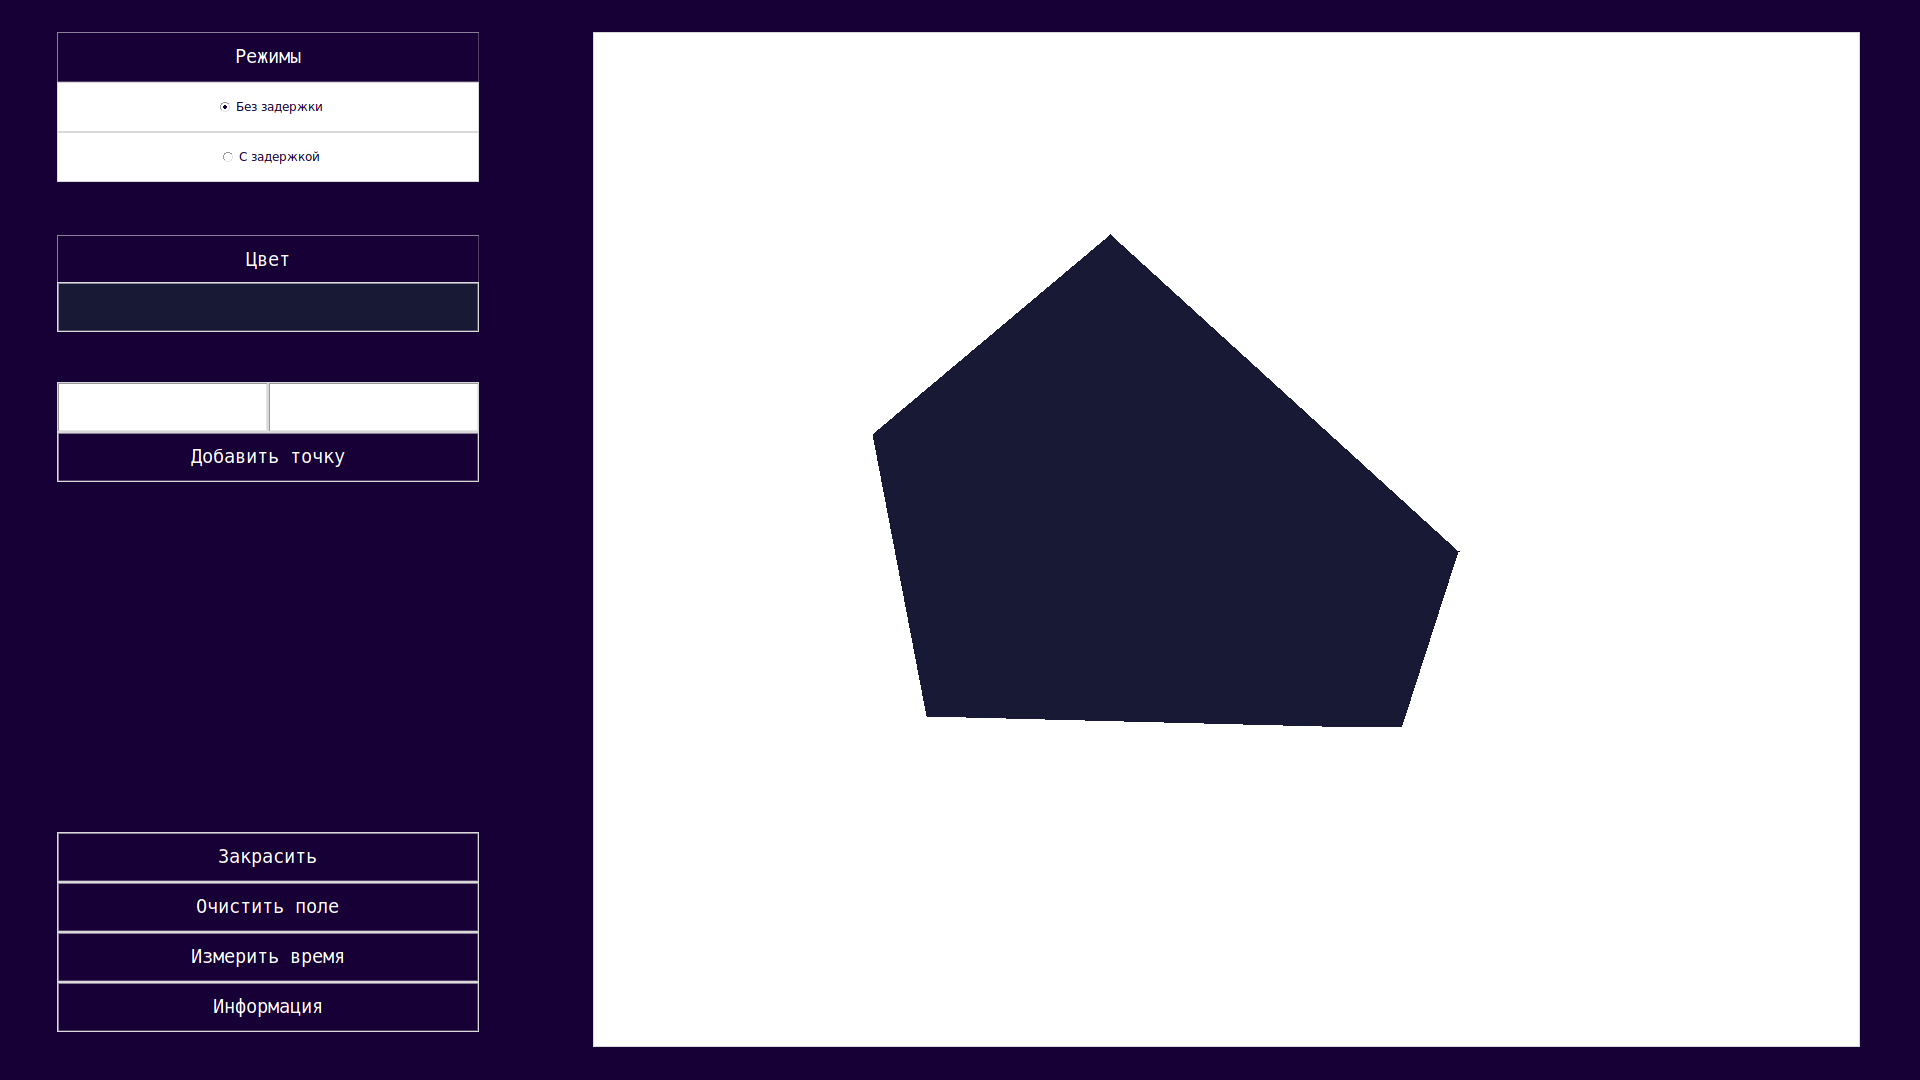 Режимы
Без задержки
С задержкой
Цвет
Добавить точку
Закрасить
Очистить поле
Измерить время
Информация